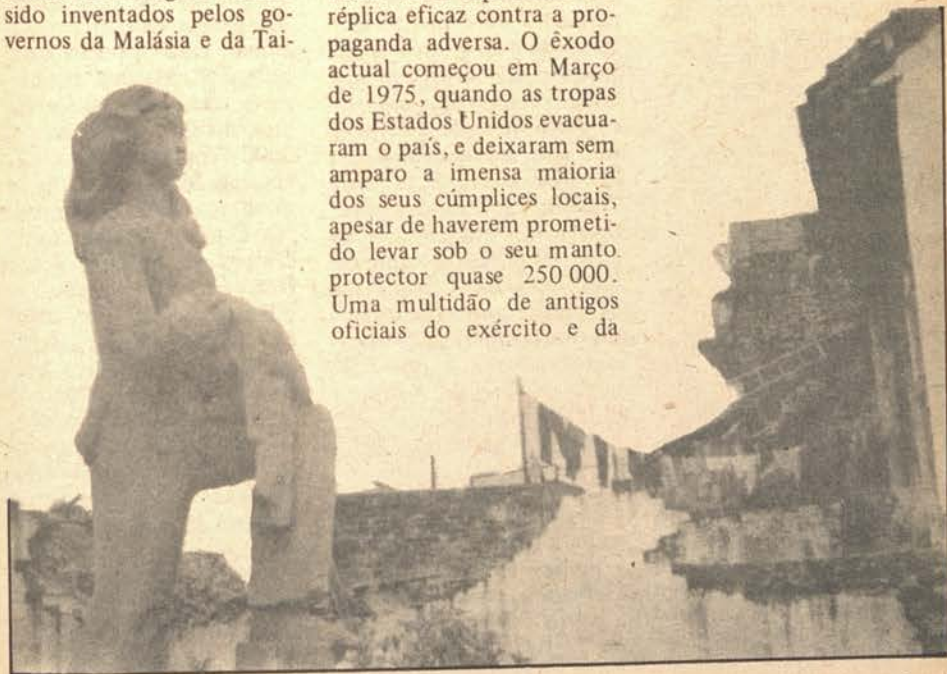 sido inventados pelos go-
vernos da Malásia e da Tai-
réplica eficaz contra a pro-
paganda adversa. O êxodo
actual começou em Março
de 1975, quando as tropas
dos Estados Unidos evacua-
ram o país, e deixaram sem
amparo a imensa maioria
dos seus cúmplices locais,
apesar de haverem prometi-
do levar sob o seu manto
protector quase 250 000.
Uma multidão de antigos
oficiais do exército e da